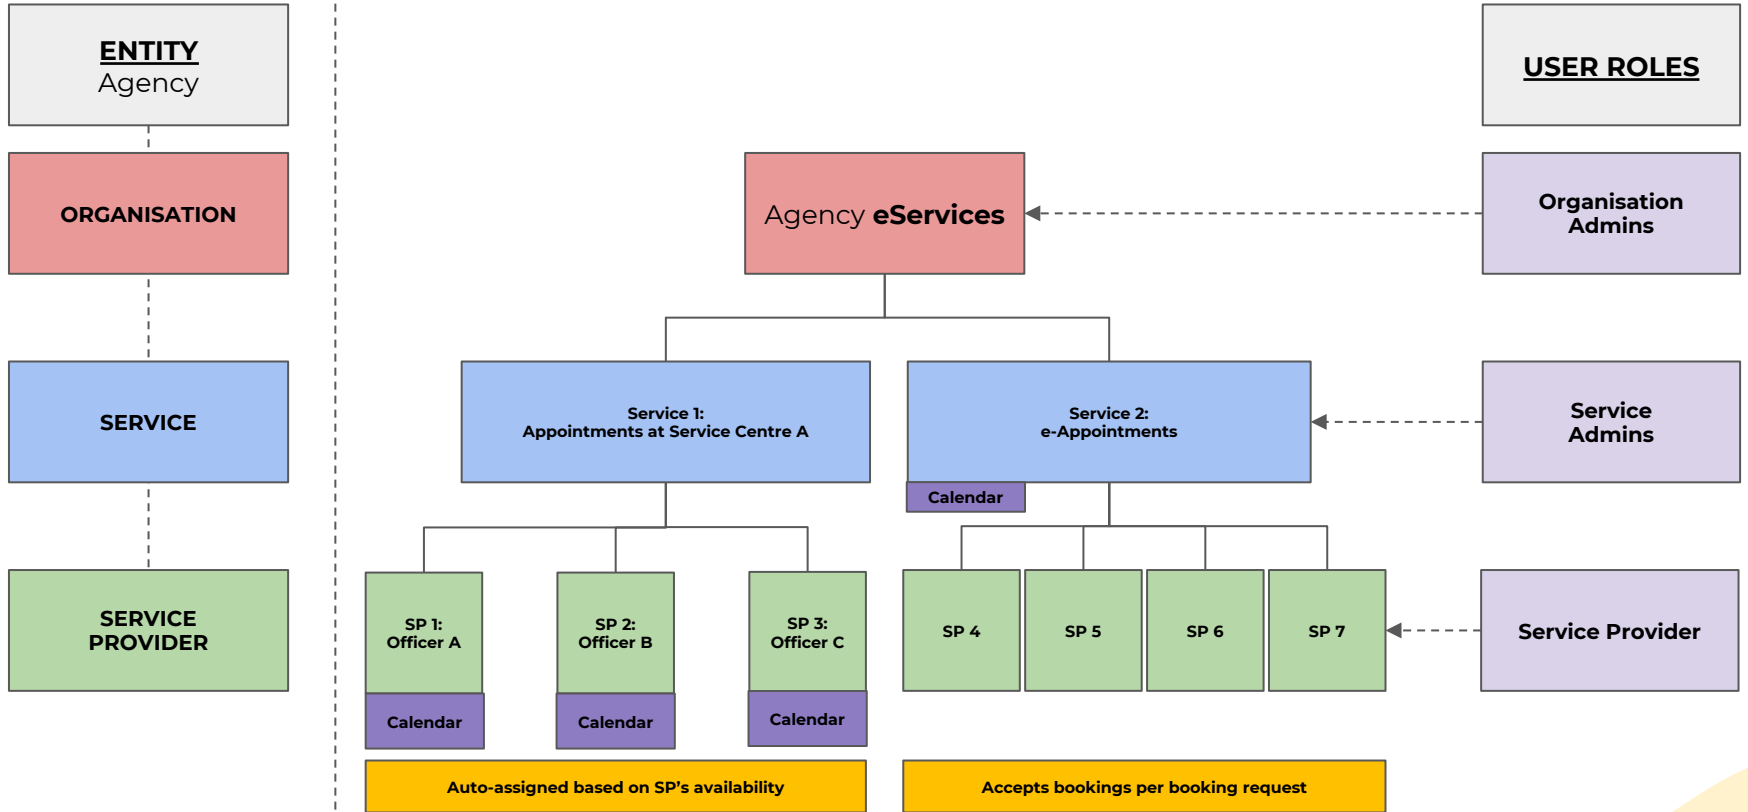 ENTITY
Agency
USER ROLES
ORGANISATION
Agency eServices
Organisation
Admins
SERVICE
Service 1:
Appointments at Service Centre A
Service 2:
e-Appointments
Service
Admins
Calendar
SERVICE
PROVIDER
SP 1:
Officer A
SP 2:
Officer B
SP 3:
Officer C
SP 4
SP 5
SP 6
SP 7
Service Provider
Calendar
Calendar
Calendar
Auto-assigned based on SP’s availability
Accepts bookings per booking request